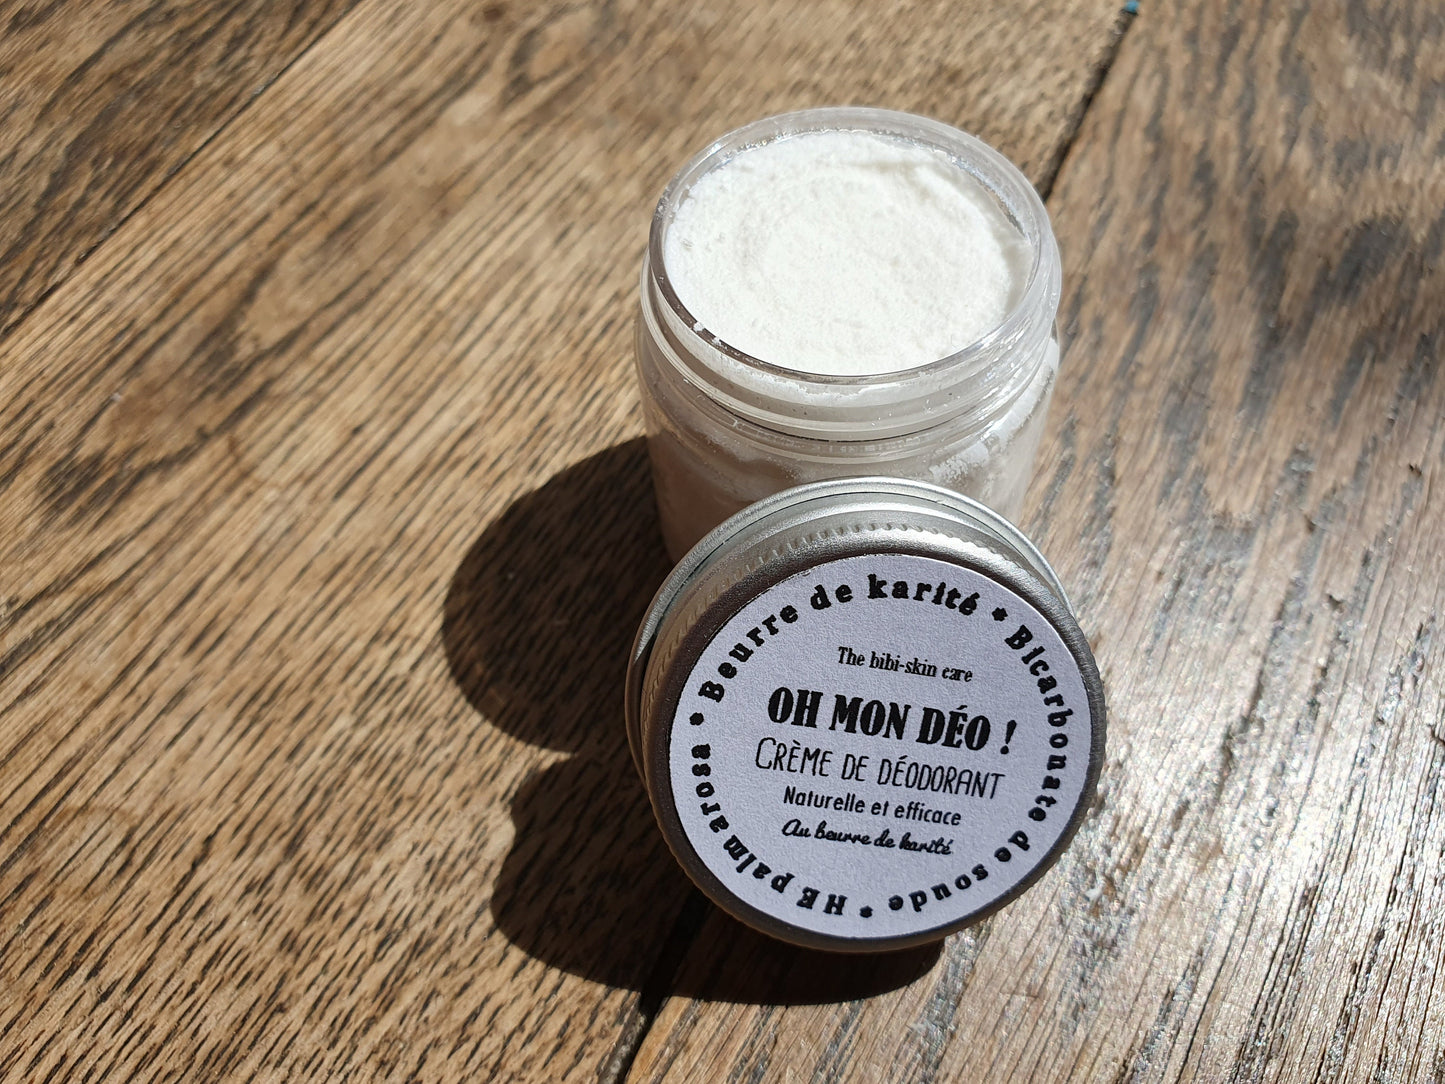 * Beurre de karité * Bicarbonate de soude * HE palmarosa
The bibi-skin care
OH MON DÉO !
CRÈME DE DÉODORANT
Naturelle et efficace
Au beurre de karité